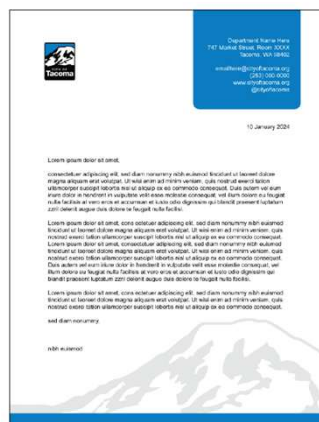 CITY OF
Tacoma
Department Name Here
747 Market Street, Room XXXX
Tacoma, WA 98402
emailhere@cityoftacoma.org
(253) 000-0000
www.cityoftacoma.org
@cityoftacoma
10 January 2024
Lorem ipsum dolor sit amet,
consectetuer adipiscing elit, sed diam nonummy nibh euismod tincidunt ut laoreet dolore
magna aliquam erat volutpat. Ut wisi enim ad minim veniam, quis nostrud exerci tation
ullamcorper suscipit lobortis nisl ut aliquip ex ea commodo consequat. Duis autem vel eum
iriure dolor in hendrerit in vulputate velit esse molestie consequat, vel illum dolore eu feugiat
nulla facilisis at vero eros et accumsan et iusto odio dignissim qui blandit praesent luptatum
zzril delenit augue duis dolore te feugait nulla facilisi.
Lorem ipsum dolor sit amet, cons ectetuer adipiscing elit, sed diam nonummy nibh euismod
tincidunt ut laoreet dolore magna aliquam erat volutpat. Ut wisi enim ad minim veniam, quis
nostrud exerci tation ullamcorper suscipit lobortis nisl ut aliquip ex ea commodo consequat.
Lorem ipsum dolor sit amet, cons ectetuer adipiscing elit, sed diam nonummy nibh euismod
tincidunt ut laoreet dolore magna aliquam erat volutpat. Ut wisi enim ad minim veniam, quis
nostrud exerci tation ullamcorper suscipit lobortis nisl ut aliquip ex ea commodo consequat.
Duis autem vel eum iriure dolor in hendrerit in vulputate velit esse molestie consequat, vel
illum dolore eu feugiat nulla facilisis at vero eros et accumsan et iusto odio dignissim qui
blandit praesent luptatum zzril delenit augue duis dolore te feugait nulla facilisi.
Lorem ipsum dolor sit amet, cons ectetuer adipiscing elit, sed diam nonummy nibh euismod
tincidunt ut laoreet dolore magna aliquam erat volutpat. Ut wisi enim ad minim veniam, quis
nostrud exerci tation ullamcorper suscipit lobortis nisl ut aliquip ex ea commodo consequat.
sed diam nonummy
nibh euismod